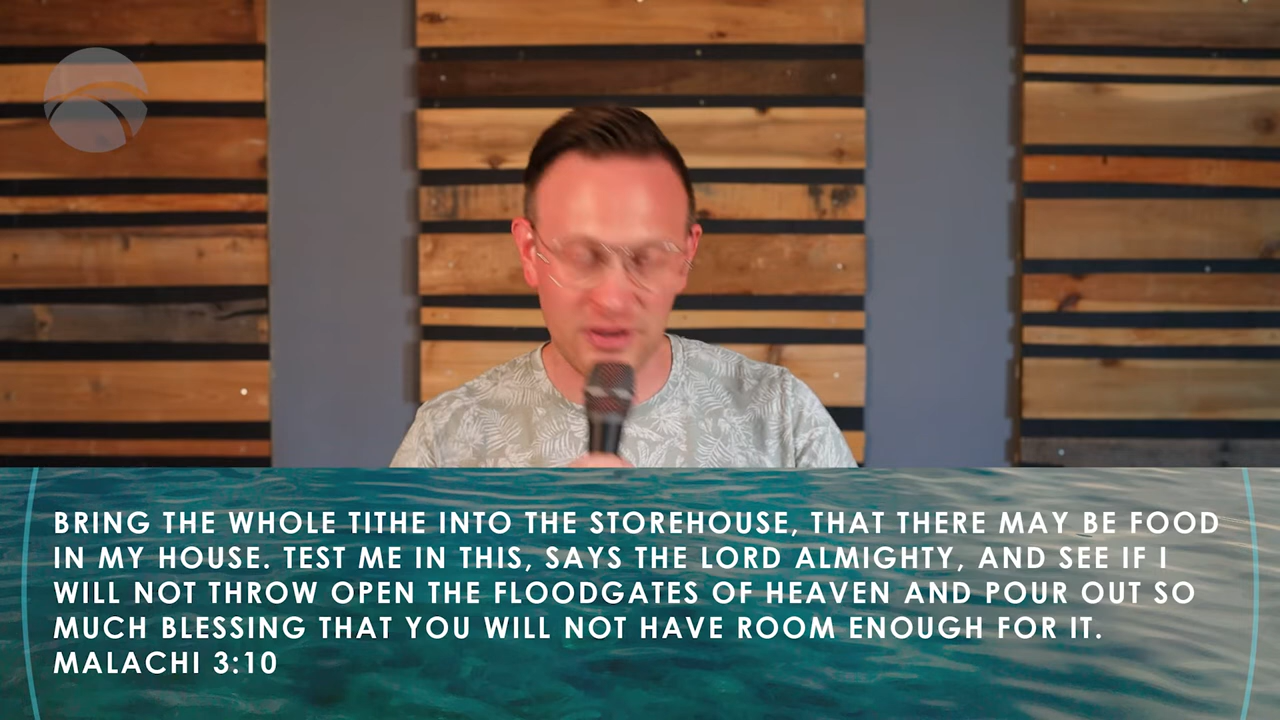 BRING THE WHOLE TITHE INTO THE STOREHOUSE, THAT THERE MAY BE FOOD
IN MY HOUSE. TEST ME IN THIS, SAYS THE LORD ALMIGHTY, AND SEE IF I
WILL NOT THROW OPEN THE FLOODGATES OF HEAVEN AND POUR OUT SO
MUCH BLESSING THAT YOU WILL NOT HAVE ROOM ENOUGH FOR IT.
MALACHI 3:10